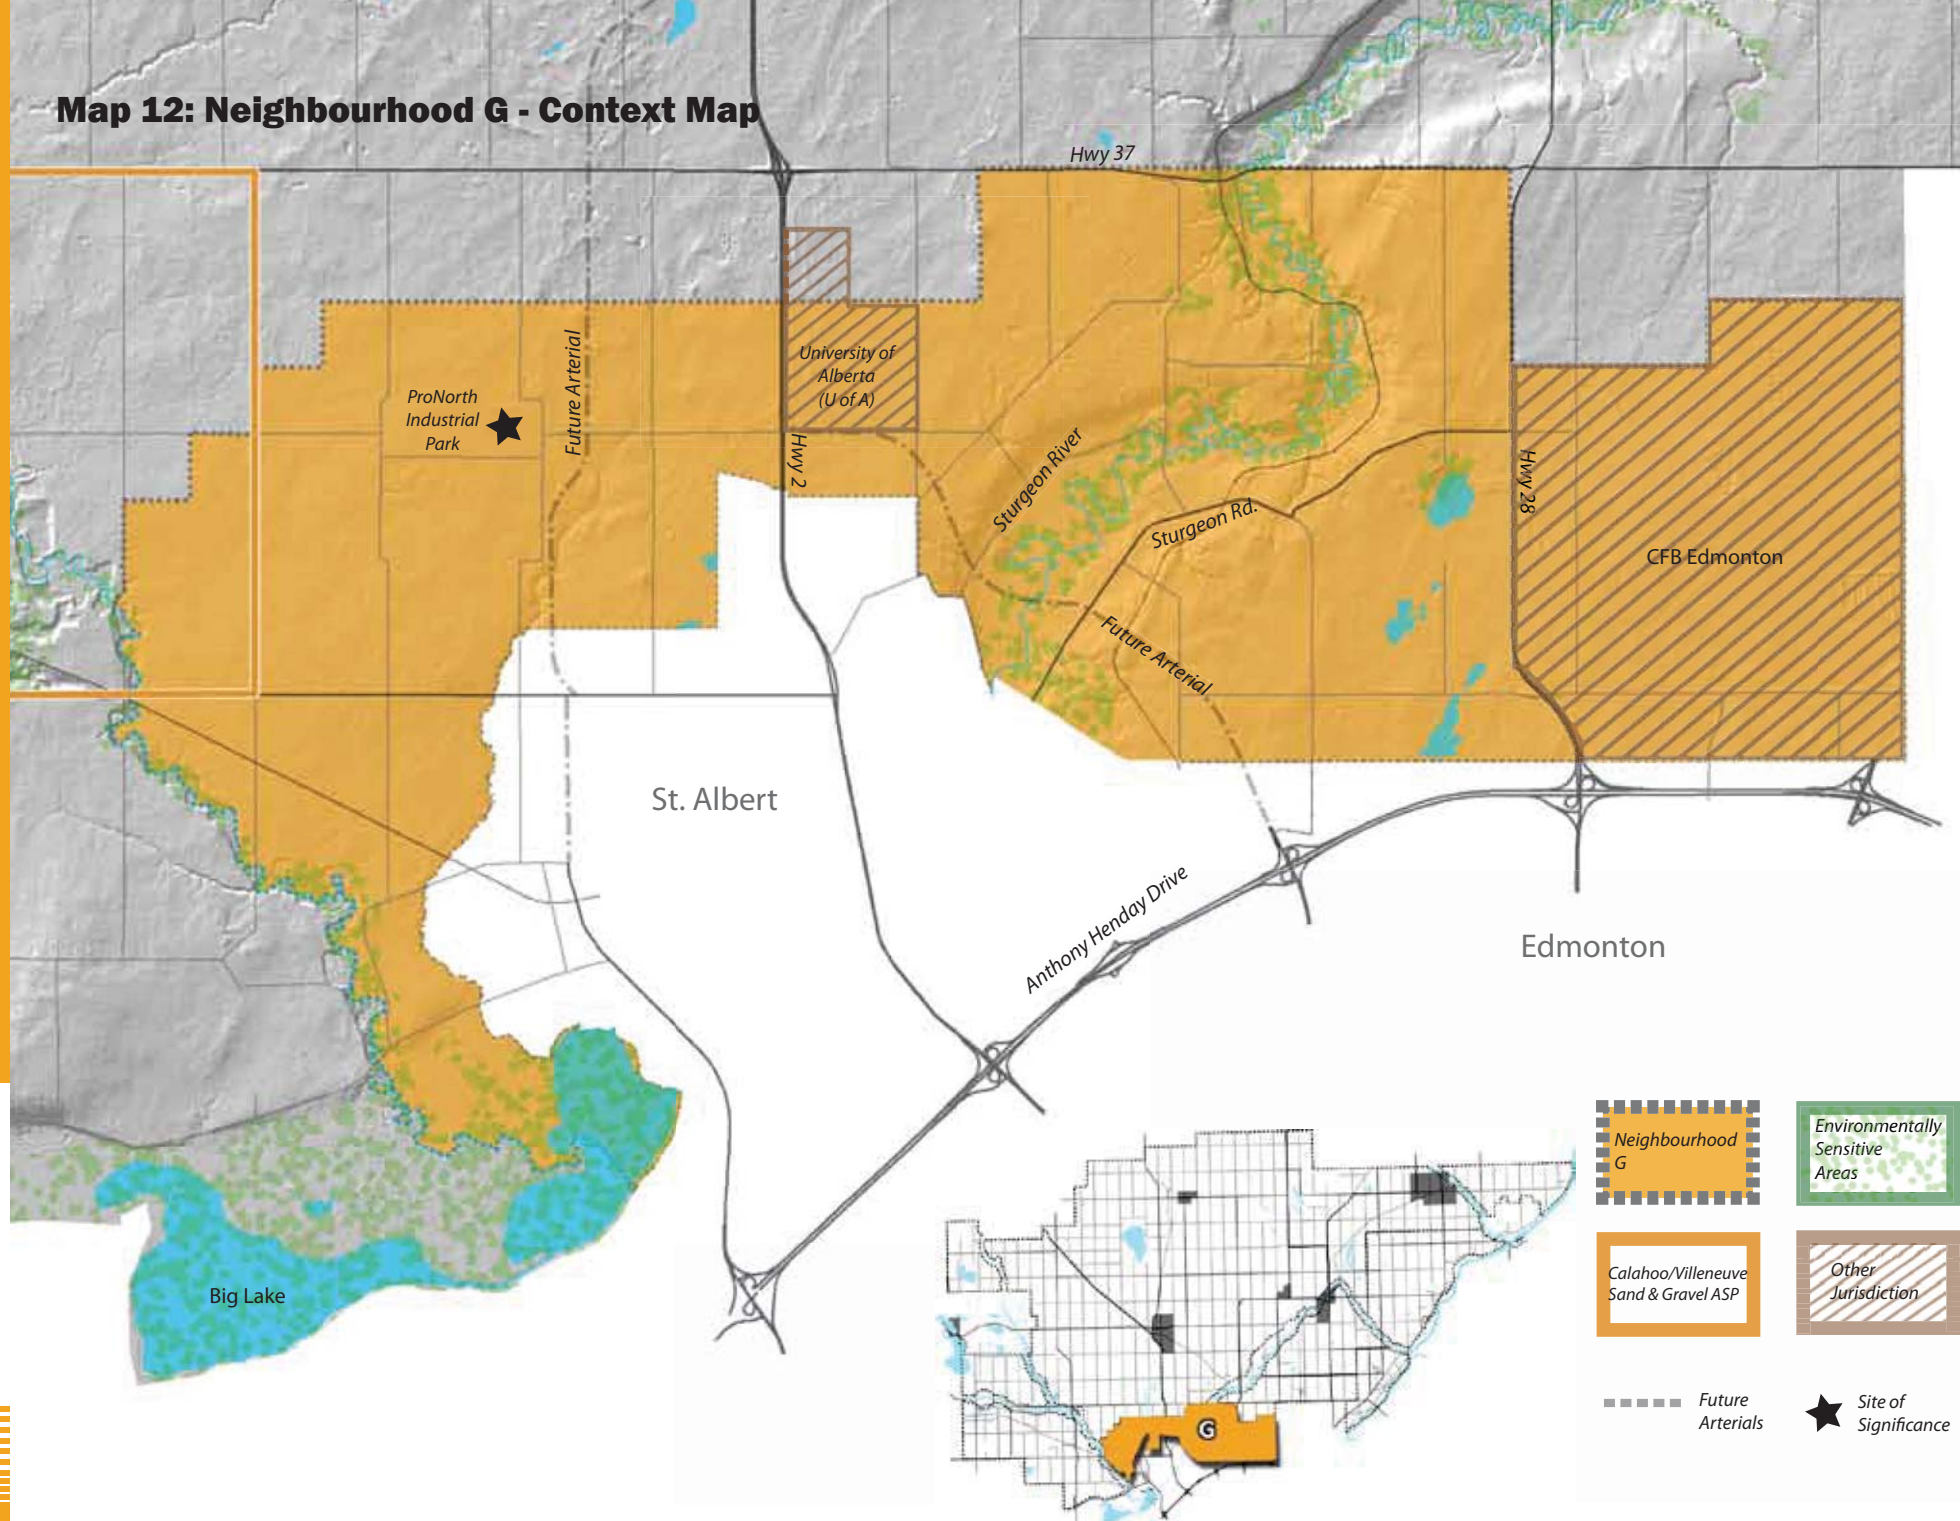 Map 12: Neighbourhood G - Context Map
Hwy 37
University of
Alberta
(U of A)
ProNorth
Industrial
Park
Future Arterial
Hwy 2
Sturgeon River
Sturgeon Rd.
Hwy 28
CFB Edmonton
Future Arterial
St. Albert
Anthony Henday Drive
Edmonton
Big Lake
Neighbourhood
G
Environmentally
Sensitive
Areas
Calahoo/Villeneuve
Sand & Gravel ASP
Other
Jurisdiction
Future
Arterials
Site of
Significance
G